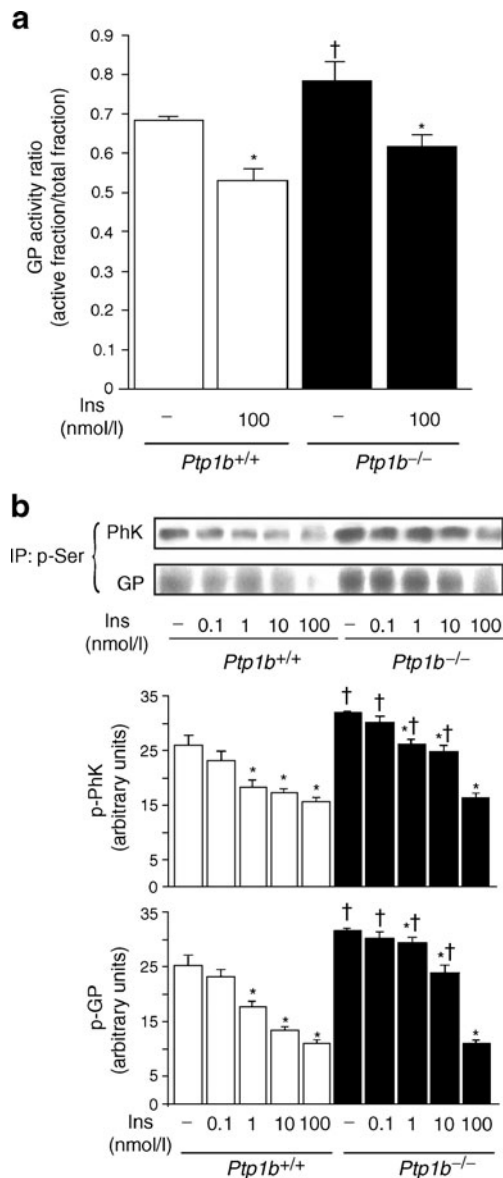 a
GP activity ratio
(active fraction/total fraction)
0.9
0.8
0.7
0.6
0.5
0.4
0.3
0.2
0.1
0
†
*
*
Ins
(nmol/l)
– 100 – 100
Ptp1b+/+ Ptp1b–/–
b
IP: p-Ser
PhK
GP
Ins
(nmol/l)
– 0.1 1 10 100 – 0.1 1 10 100
Ptp1b+/+ Ptp1b–/–
p-PhK
(arbitrary units)
35
25
15
5
0
* * * † † *† *† *
p-GP
(arbitrary units)
35
25
15
5
0
* * * † † *† *† *
Ins
(nmol/l)
– 0.1 1 10 100 – 0.1 1 10 100
Ptp1b+/+ Ptp1b–/–